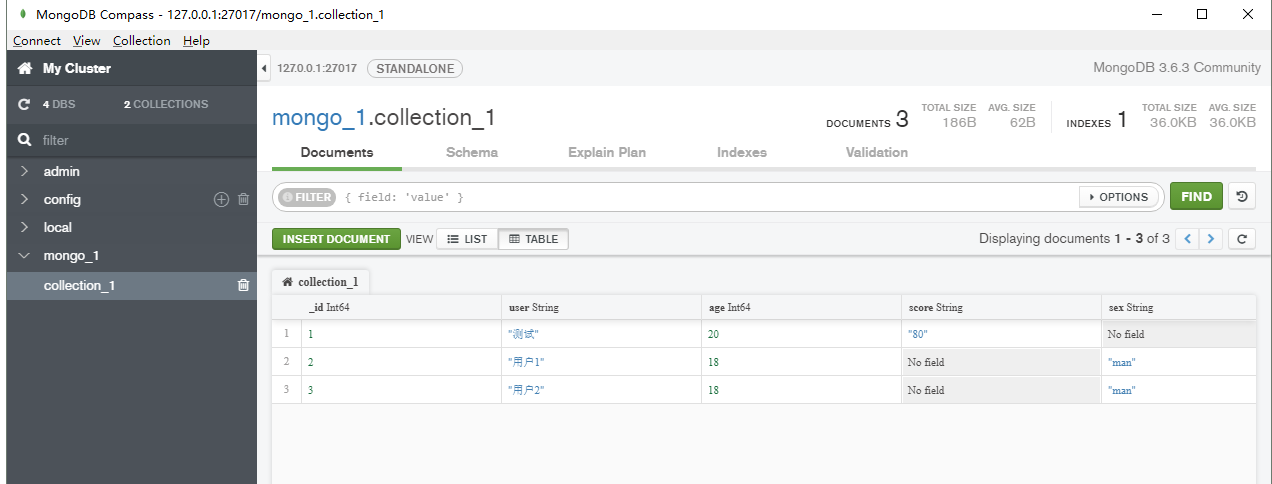 MongoDB Compass - 127.0.0.1:27017/mongo_1.collection_1
Connect View Collection Help
My Cluster
4 DBS 2 COLLECTIONS
filter
admin
config
local
mongo_1
collection_1
127.0.0.1:27017 STANDALONE MongoDB 3.6.3 Community
mongo_1.collection_1
DOCUMENTS 3 TOTAL SIZE 186B AVG. SIZE 62B INDEXES 1 TOTAL SIZE 36.0KB AVG. SIZE 36.0KB
Documents Schema Explain Plan Indexes Validation
FILTER { field: 'value' } OPTIONS FIND
INSERT DOCUMENT VIEW LIST TABLE Displaying documents 1 - 3 of 3
collection_1
_id Int64 user String age Int64 score String sex String
1 1 "测试" 20 "80" No field
2 2 "用户1" 18 No field "man"
3 3 "用户2" 18 No field "man"